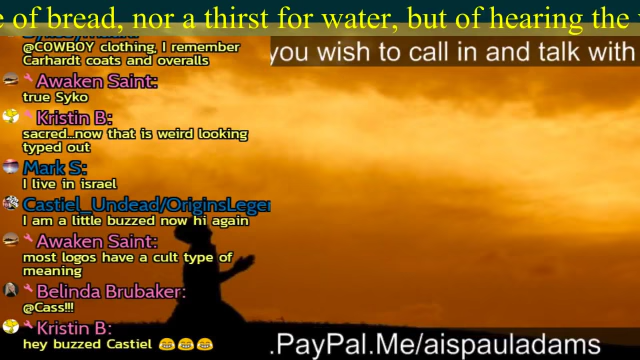 e of bread, nor a thirst for water, but of hearing the
you wish to call in and talk with
@COWBOY clothing, I remember
Carhardt coats and overalls
Awaken Saint:
true Syko
Kristin B:
sacred...now that is weird looking
typed out
Mark S:
I live in israel
Castiel_Undead/OriginsLege
I am a little buzzed now hi again
Awaken Saint:
most logos have a cult type of
meaning
Belinda Brubaker:
@Cass!!!
Kristin B:
hey buzzed Castiel 😂😂😂
.PayPal.Me/aispauladams